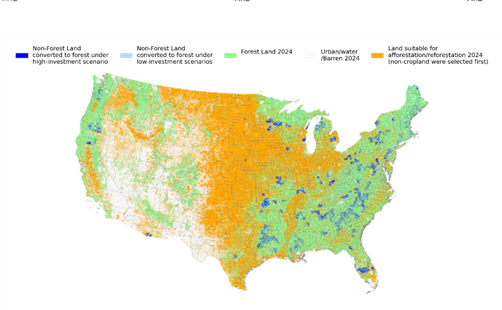 Non-Forest Land
converted to forest under
high-investment scenario
Non-Forest Land
converted to forest under
low-investment scenarios
Forest Land 2024
Urban/water
/Barren 2024
Land suitable for
afforestation/reforestation 2024
(non-cropland were selected first)